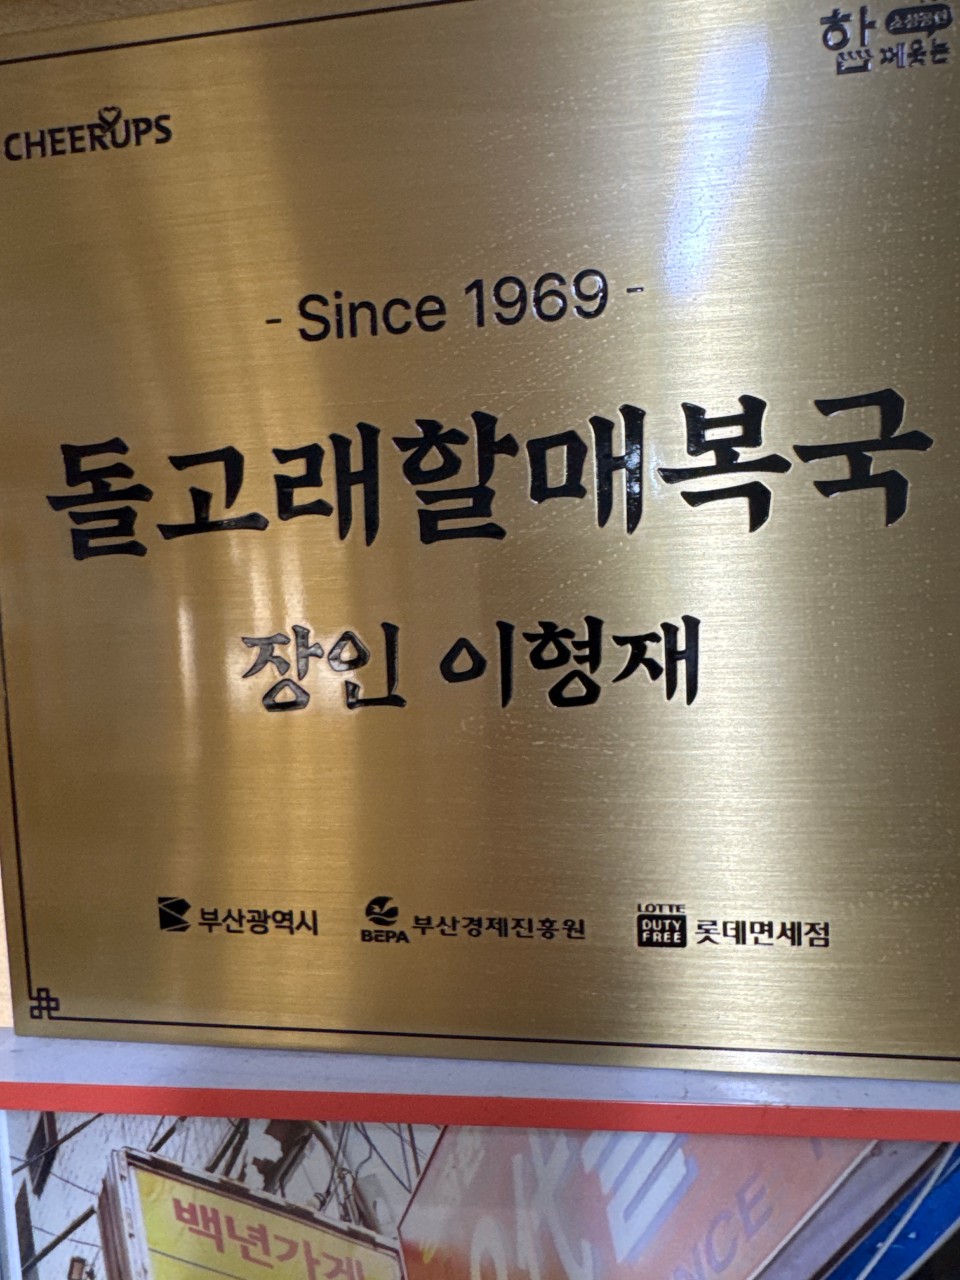 CHEERUPS
- Since 1969 -
돌고래할매복국
장인 이형재
부산광역시
BEPA 부산경제진흥원
LOTTE
DUTY
FREE
롯데면세점
백년가게